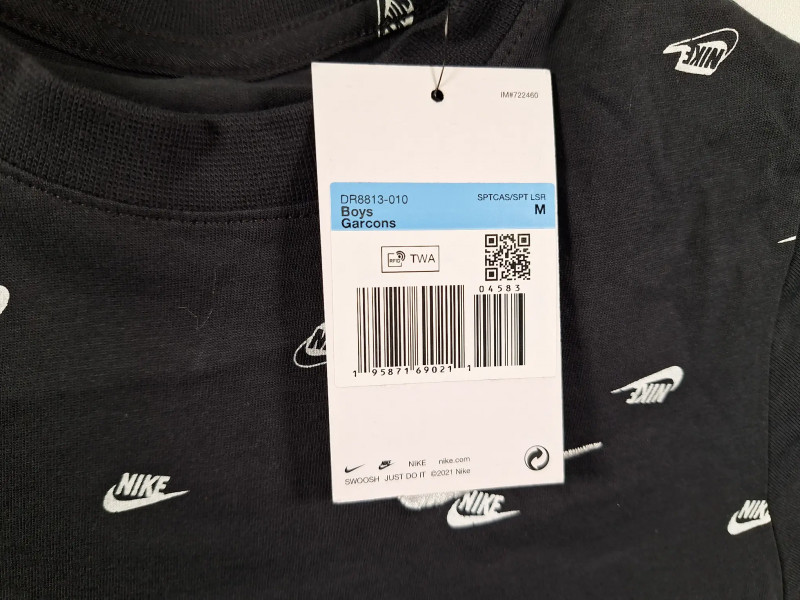 NIKE
IM#722460
DR8813-010
SPTCAS/SPT LSR
Boys
M
Garcons
RFID TWA
04583
1 95871 69021 1
NIKE
NIKE nike.com
SWOOSH JUST DO IT ©2021 Nike
NIKE
NIKE
NIKE